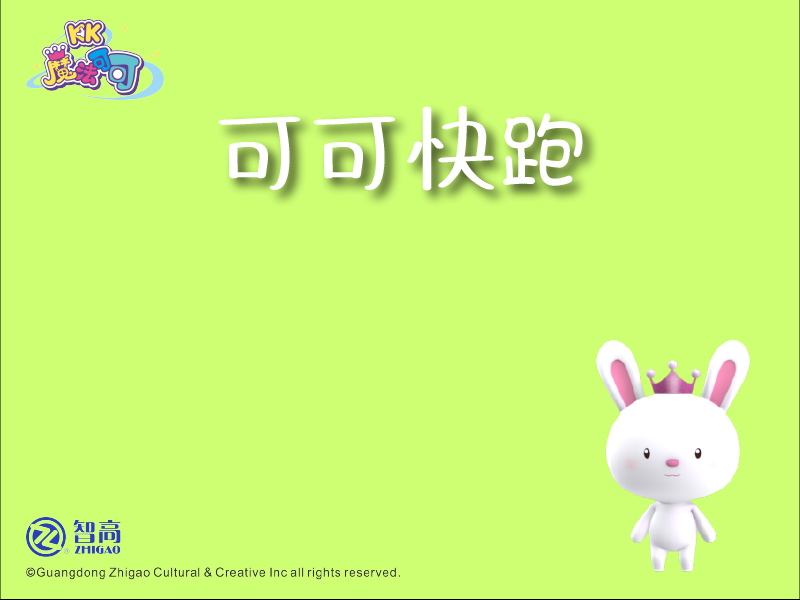 KK
魔法可可
可可快跑
智高
® ZHIGAO
©Guangdong Zhigao Cultural & Creative Inc all rights reserved.